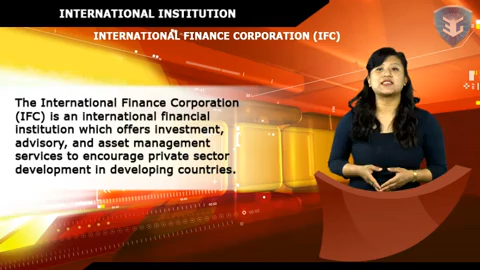 INTERNATIONAL INSTITUTION
INTERNATIONAL FINANCE CORPORATION (IFC)
The International Finance Corporation
(IFC) is an international financial
institution which offers investment,
advisory, and asset management
services to encourage private sector
development in developing countries.